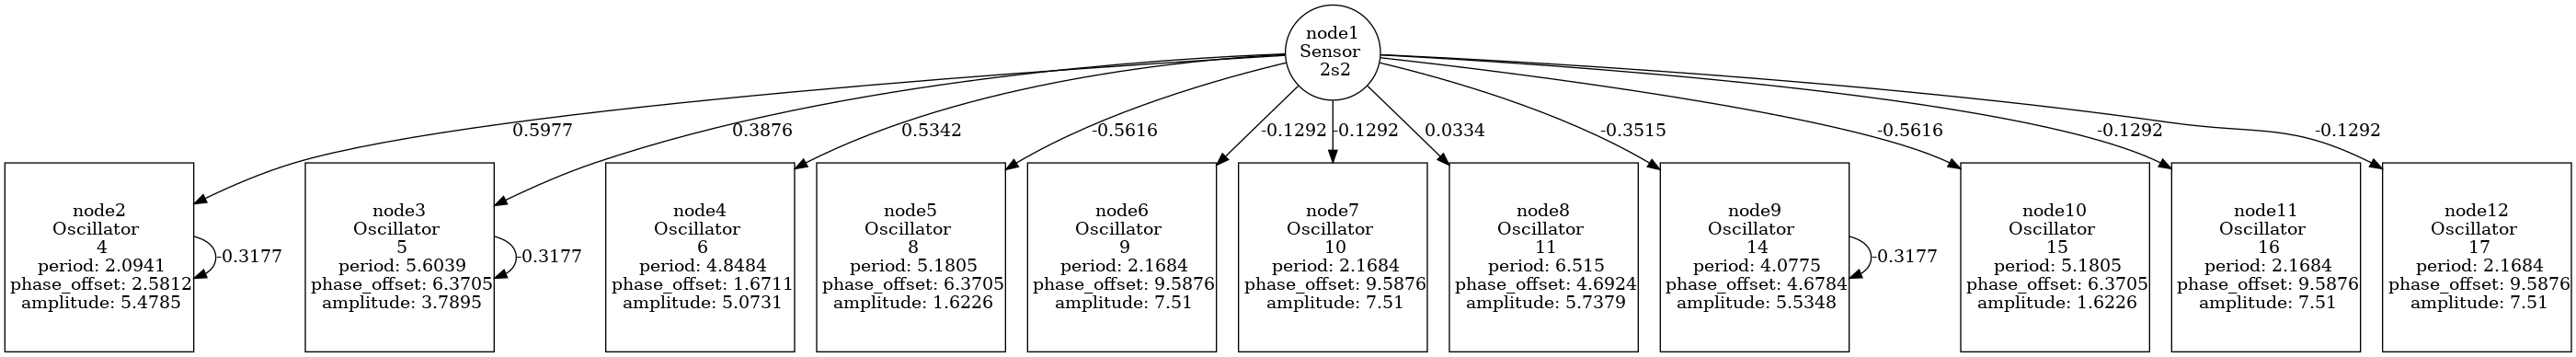 node1
Sensor
2s2
0.5977
0.3876
0.5342
-0.5616
-0.1292
-0.1292
0.0334
-0.3515
-0.5616
-0.1292
-0.1292
node2
Oscillator
4
period: 2.0941
phase_offset: 2.5812
amplitude: 5.4785
-0.3177
node3
Oscillator
5
period: 5.6039
phase_offset: 6.3705
amplitude: 3.7895
-0.3177
node4
Oscillator
6
period: 4.8484
phase_offset: 1.6711
amplitude: 5.0731
node5
Oscillator
8
period: 5.1805
phase_offset: 6.3705
amplitude: 1.6226
node6
Oscillator
9
period: 2.1684
phase_offset: 9.5876
amplitude: 7.51
node7
Oscillator
10
period: 2.1684
phase_offset: 9.5876
amplitude: 7.51
node8
Oscillator
11
period: 6.515
phase_offset: 4.6924
amplitude: 5.7379
node9
Oscillator
14
period: 4.0775
phase_offset: 4.6784
amplitude: 5.5348
-0.3177
node10
Oscillator
15
period: 5.1805
phase_offset: 6.3705
amplitude: 1.6226
node11
Oscillator
16
period: 2.1684
phase_offset: 9.5876
amplitude: 7.51
node12
Oscillator
17
period: 2.1684
phase_offset: 9.5876
amplitude: 7.51